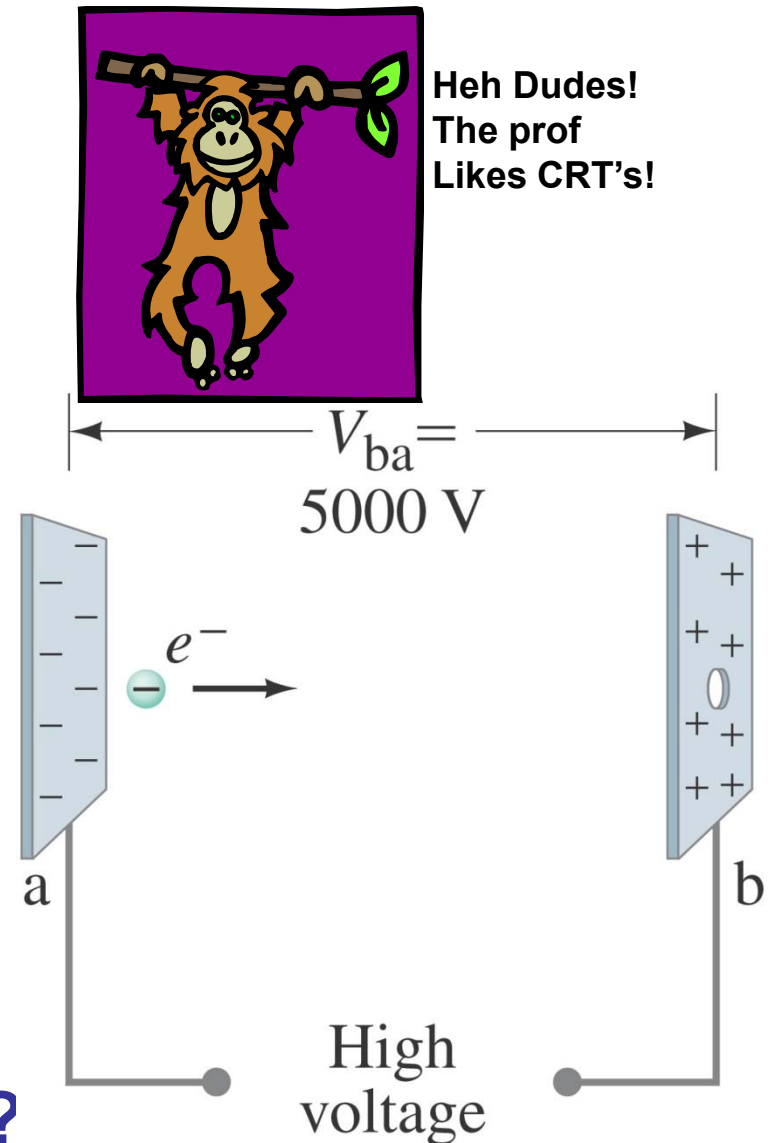 Heh Dudes!
The prof
Likes CRT's!
V_ba =
5000 V
− − − − − − − −
e⁻
−
+ + + + + + + +
a
b
High
voltage
?